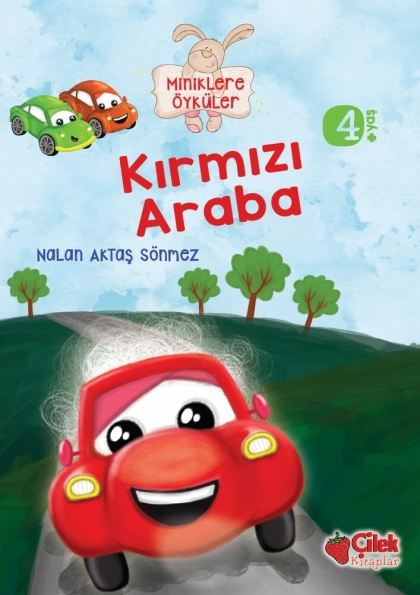 Miniklere
Öyküler
4
+yaş
Kırmızı
Araba
Nalan Aktaş Sönmez
Çilek
Kitaplar